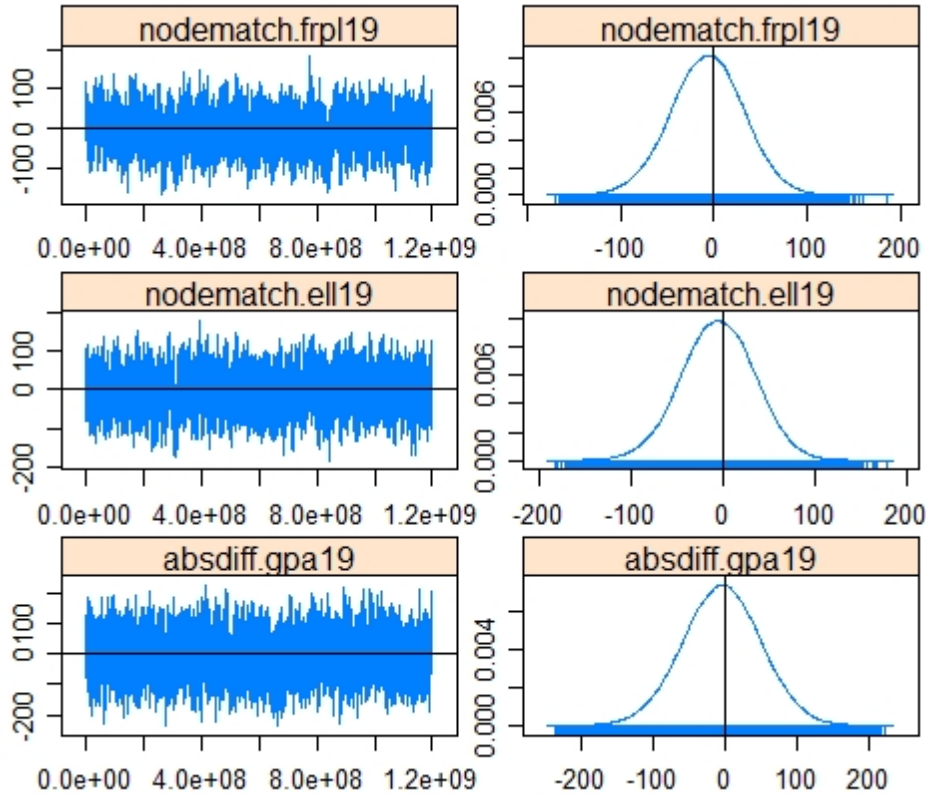 nodematch.frpl19 nodematch.frpl19
-100 0 100
0.000 0.006
0.0e+00 4.0e+08 8.0e+08 1.2e+09
-100 0 100 200
nodematch.ell19 nodematch.ell19
-200 0 100
0.000 0.006
0.0e+00 4.0e+08 8.0e+08 1.2e+09
-200 -100 0 100 200
absdiff.gpa19 absdiff.gpa19
-200 0 100
0.000 0.004
0.0e+00 4.0e+08 8.0e+08 1.2e+09
-200 -100 0 100 200